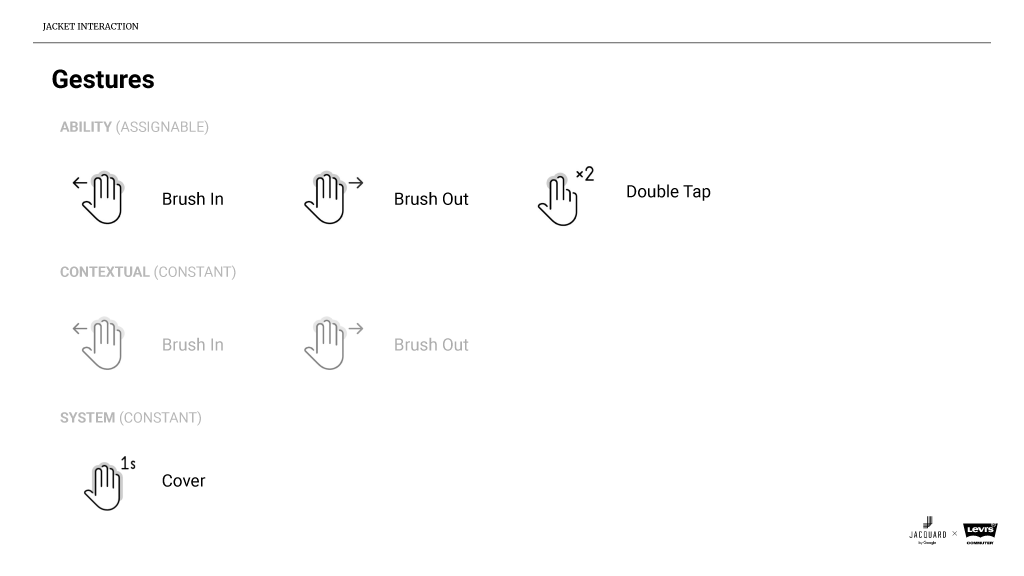 JACKET INTERACTION
Gestures
ABILITY (ASSIGNABLE)
Brush In
Brush Out
×2
Double Tap
CONTEXTUAL (CONSTANT)
Brush In
Brush Out
SYSTEM (CONSTANT)
1s
Cover
JACQUARD
by Google
×
LEVI'S
COMMUTER